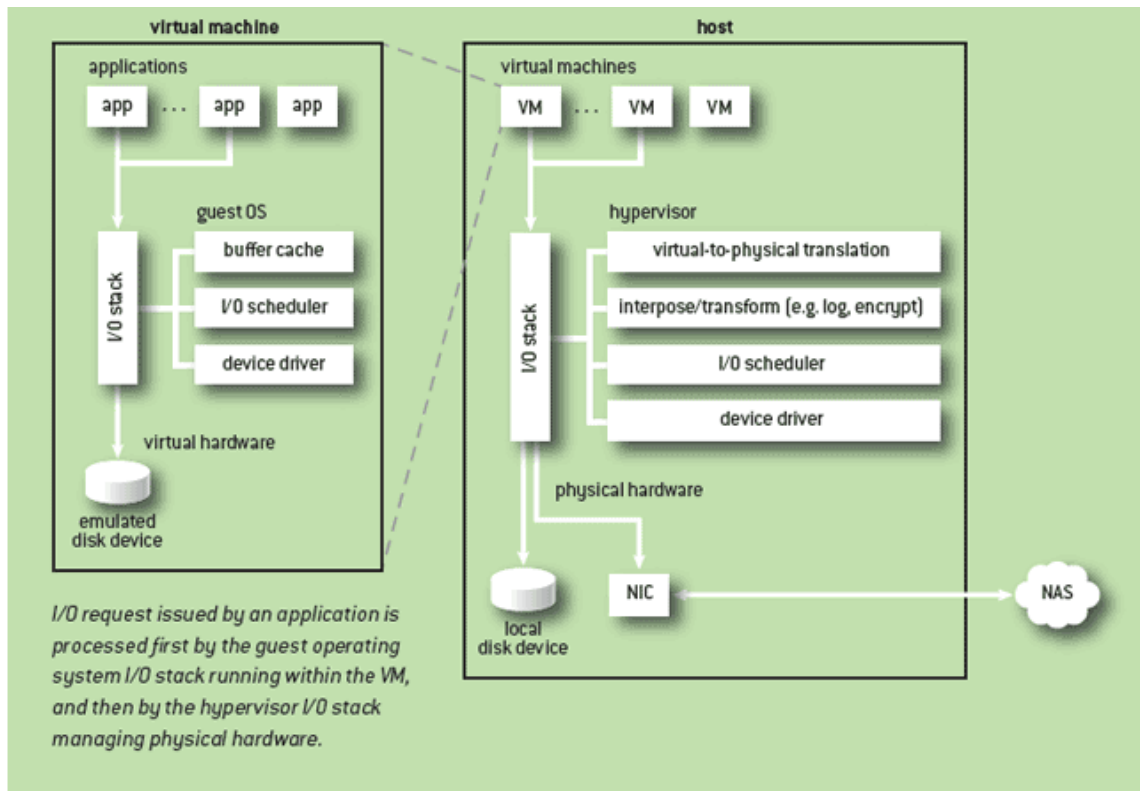 virtual machine
applications
app ... app app
guest OS
I/O stack
buffer cache
I/O scheduler
device driver
virtual hardware
emulated
disk device
host
virtual machines
VM ... VM VM
hypervisor
I/O stack
virtual-to-physical translation
interpose/transform (e.g. log, encrypt)
I/O scheduler
device driver
physical hardware
local
disk device
NIC
NAS
I/O request issued by an application is
processed first by the guest operating
system I/O stack running within the VM,
and then by the hypervisor I/O stack
managing physical hardware.